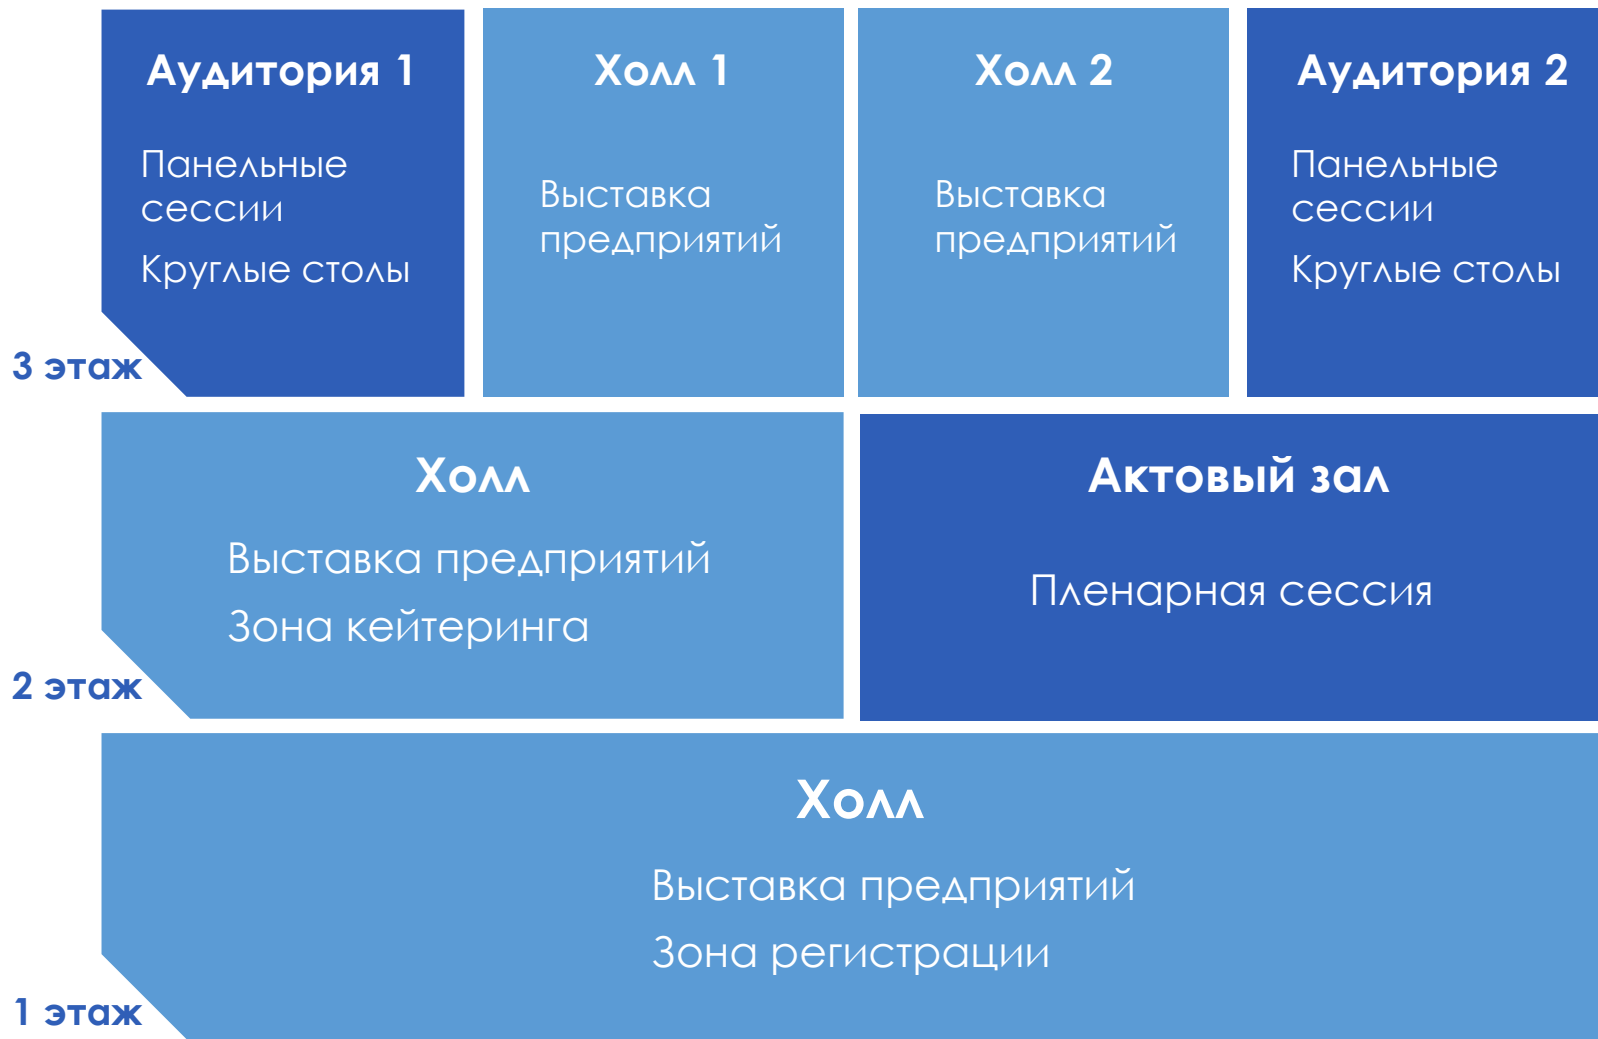 Аудитория 1
Панельные
сессии
Круглые столы
Холл 1
Выставка
предприятий
Холл 2
Выставка
предприятий
Аудитория 2
Панельные
сессии
Круглые столы
3 этаж
Холл
Выставка предприятий
Зона кейтеринга
Актовый зал
Пленарная сессия
2 этаж
Холл
Выставка предприятий
Зона регистрации
1 этаж